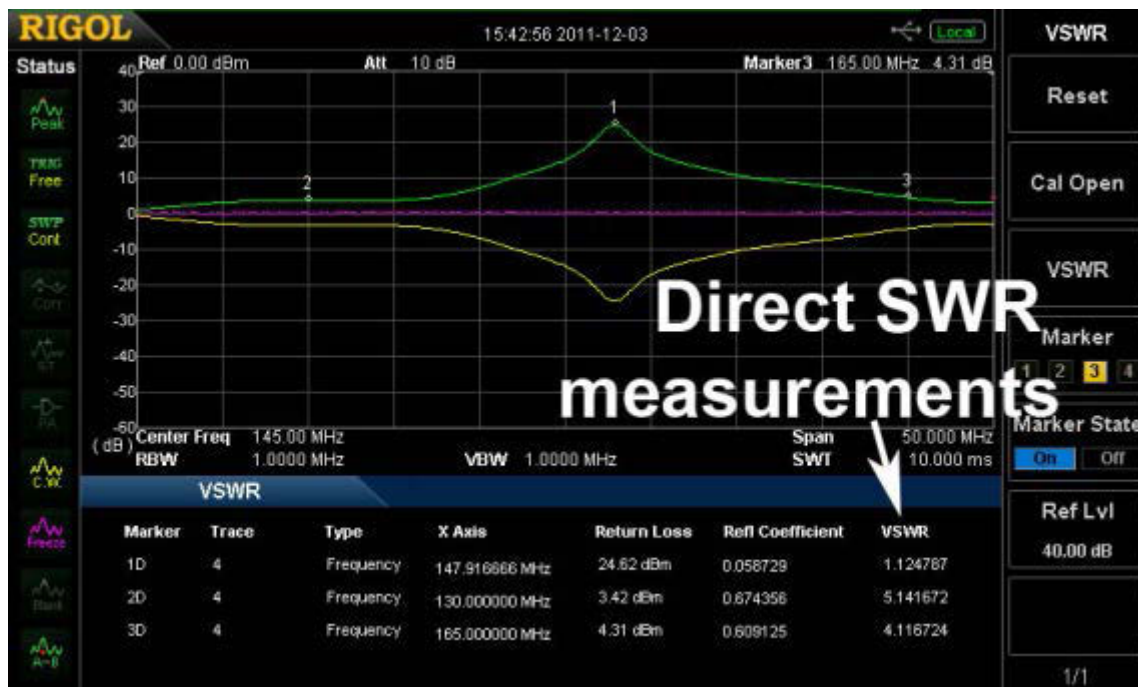 RIGOL
15:42:56 2011-12-03
Local
VSWR
Status
Ref 0.00 dBm Att 10 dB Marker3 165.00 MHz 4.31 dB
40
30
20
10
0
-10
-20
-30
-40
-50
-60
(dB)
1
2
3
Peak
TRIG
Free
SWP
Cont
Corr
PA
C.W.
Freeze
Blank
A-B
Reset
Cal Open
VSWR
Marker
1 2 3 4
Marker State
On Off
Ref Lvl
40.00 dB
1/1
Direct SWR
measurements
Center Freq 145.00 MHz Span 50.000 MHz
RBW 1.0000 MHz VBW 1.0000 MHz SWT 10.000 ms
VSWR
Marker Trace Type X Axis Return Loss Refl Coefficient VSWR
1D 4 Frequency 147.916666 MHz 24.62 dBm 0.058729 1.124787
2D 4 Frequency 130.000000 MHz 3.42 dBm 0.674356 5.141672
3D 4 Frequency 165.000000 MHz 4.31 dBm 0.609125 4.116724